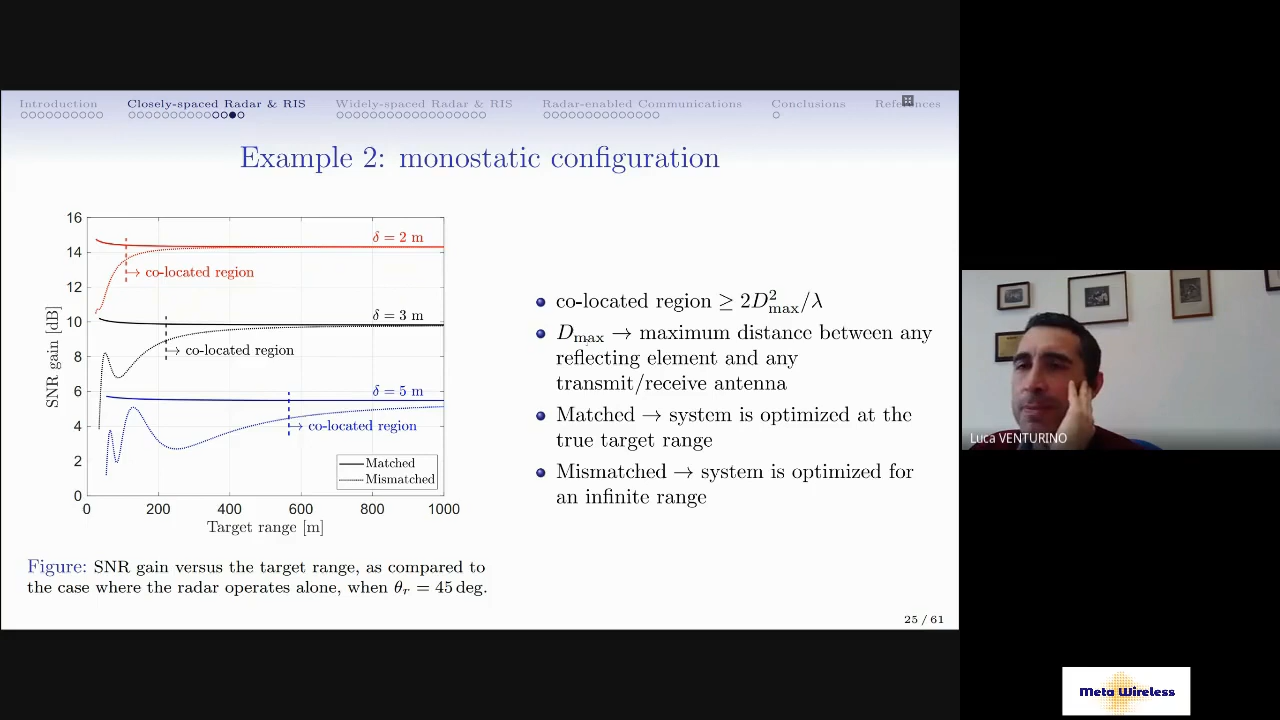 Introduction
Closely-spaced Radar & RIS
Widely-spaced Radar & RIS
Radar-enabled Communications
Conclusions
References
Example 2: monostatic configuration
16
14
12
10
8
6
4
2
0
SNR gain [dB]
δ = 2 m
↦ co-located region
δ = 3 m
↦ co-located region
δ = 5 m
↦ co-located region
Matched
Mismatched
0 200 400 600 800 1000
Target range [m]
Figure: SNR gain versus the target range, as compared to
the case where the radar operates alone, when θr = 45 deg.
co-located region ≥ 2D²max/λ
Dmax → maximum distance between any
reflecting element and any
transmit/receive antenna
Matched → system is optimized at the
true target range
Mismatched → system is optimized for
an infinite range
25 / 61
Luca VENTURINO
Meta Wireless